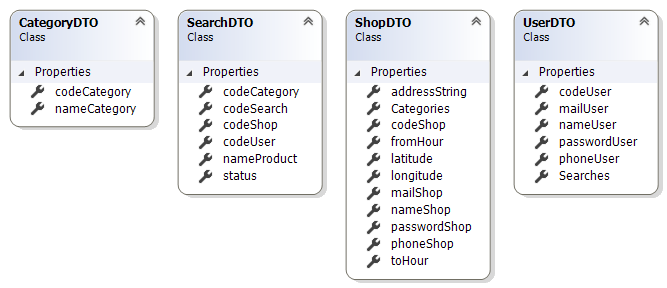 CategoryDTO
Class
Properties
codeCategory
nameCategory
SearchDTO
Class
Properties
codeCategory
codeSearch
codeShop
codeUser
nameProduct
status
ShopDTO
Class
Properties
addressString
Categories
codeShop
fromHour
latitude
longitude
mailShop
nameShop
passwordShop
phoneShop
toHour
UserDTO
Class
Properties
codeUser
mailUser
nameUser
passwordUser
phoneUser
Searches